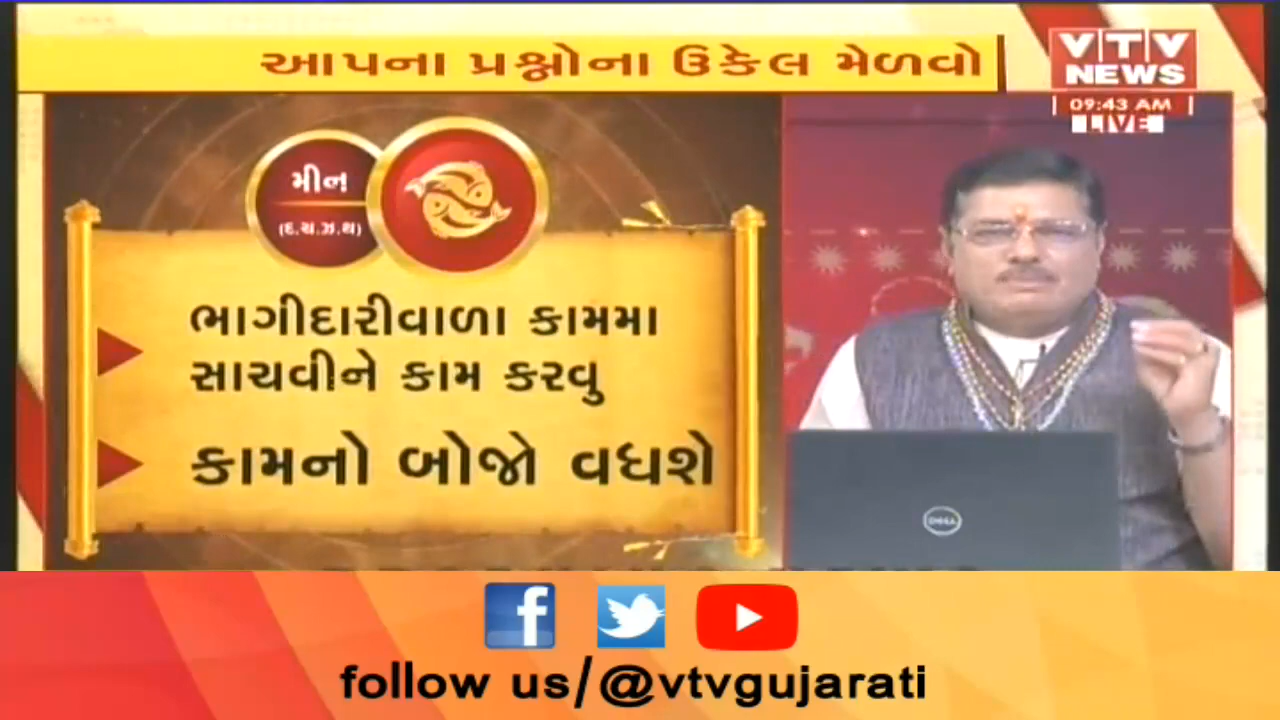 આપના પ્રશ્નોના ઉકેલ મેળવો
VTV
NEWS
09:43 AM
LIVE
મીન
(દ.ચ.ઝ.થ)
ભાગીદારીવાળા કામમા
સાચવીને કામ કરવુ
કામનો બોજો વધશે
DELL
follow us/@vtvgujarati